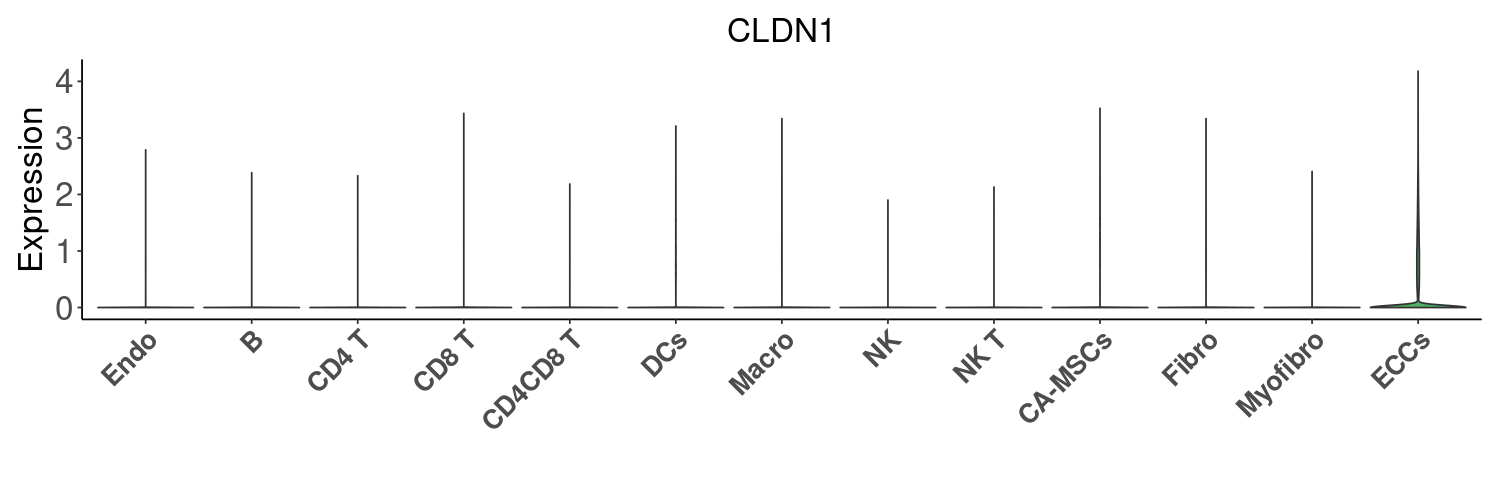 CLDN1
Expression
4
3
2
1
0
Endo
B
CD4 T
CD8 T
CD4CD8 T
DCs
Macro
NK
NK T
CA-MSCs
Fibro
Myofibro
ECCs